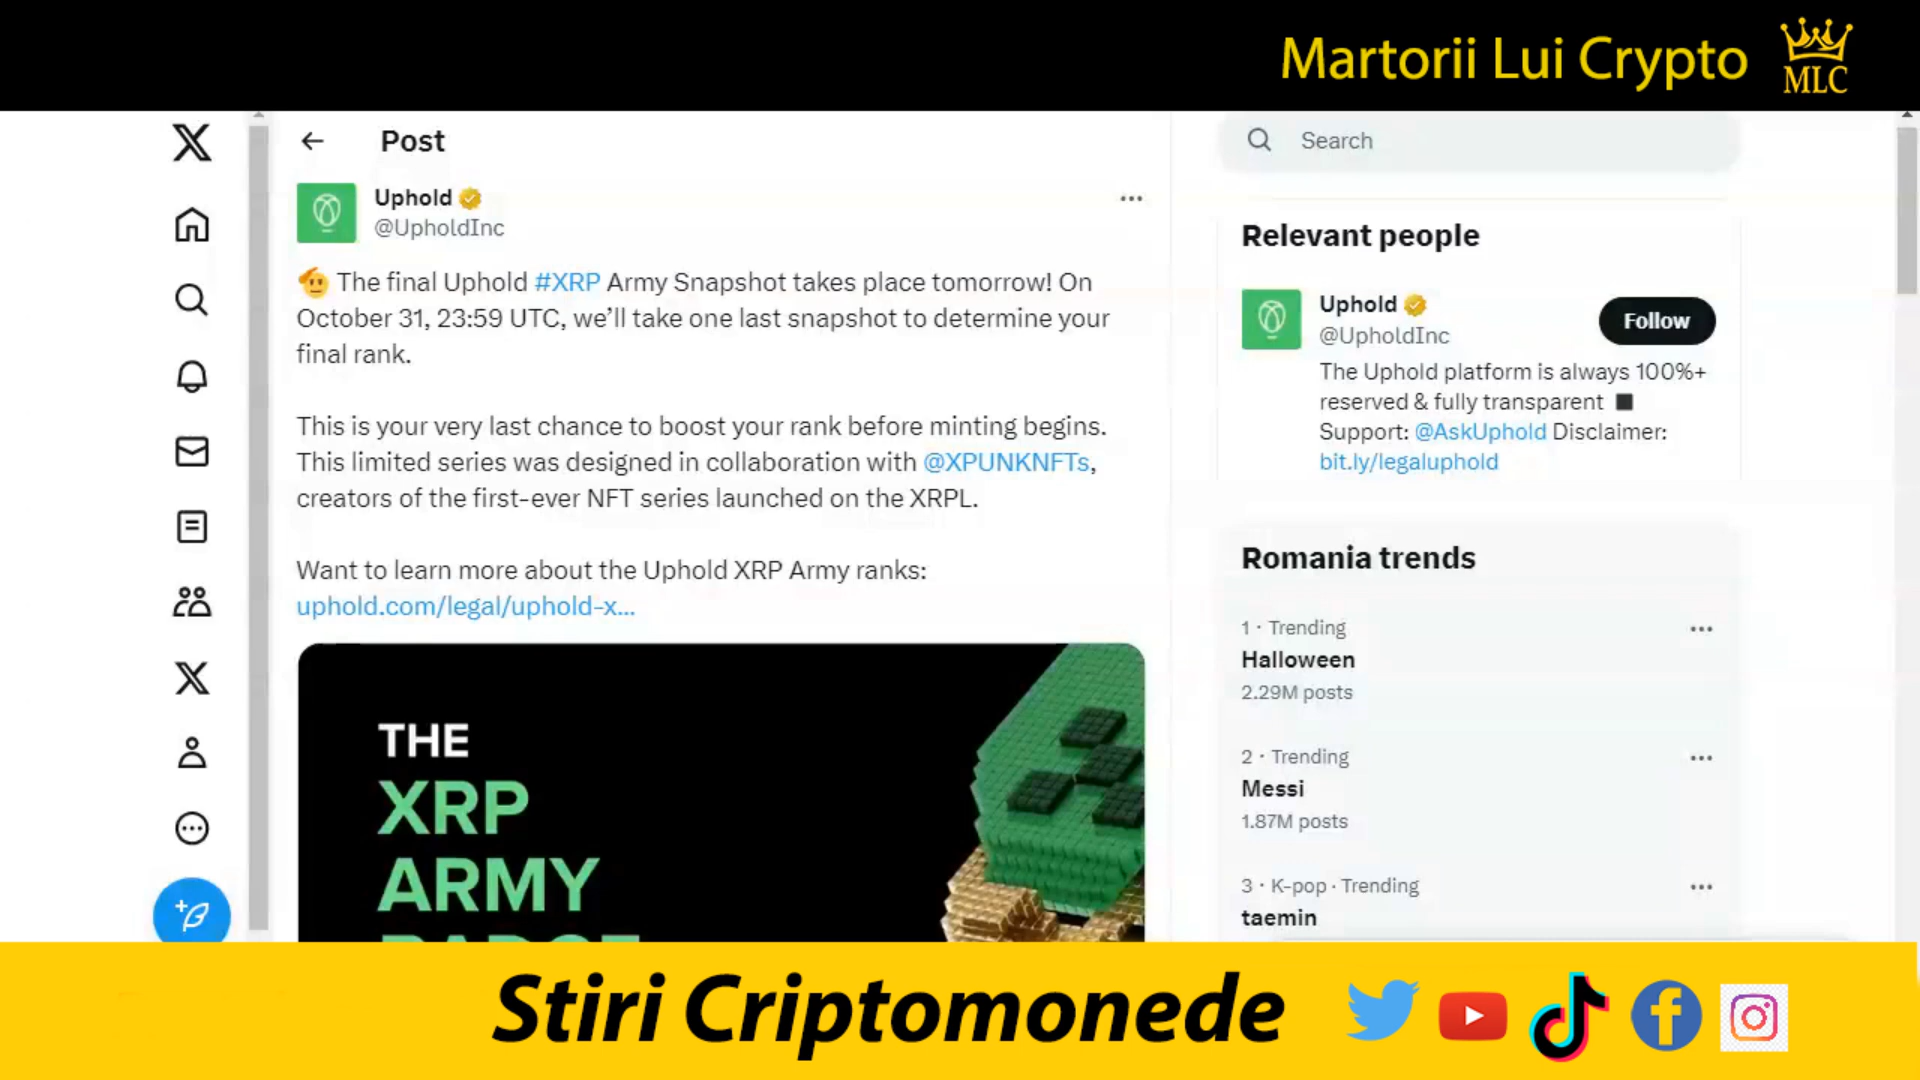 Martorii Lui Crypto
MLC
Post
Search
Uphold
@UpholdInc
The final Uphold #XRP Army Snapshot takes place tomorrow! On
October 31, 23:59 UTC, we’ll take one last snapshot to determine your
final rank.
This is your very last chance to boost your rank before minting begins.
This limited series was designed in collaboration with @XPUNKNFTs,
creators of the first-ever NFT series launched on the XRPL.
Want to learn more about the Uphold XRP Army ranks:
uphold.com/legal/uphold-x...
THE
XRP
ARMY
Relevant people
Uphold
@UpholdInc
Follow
The Uphold platform is always 100%+
reserved & fully transparent
Support: @AskUphold Disclaimer:
bit.ly/legaluphold
Romania trends
1 · Trending
Halloween
2.29M posts
2 · Trending
Messi
1.87M posts
3 · K-pop · Trending
taemin
Stiri Criptomonede